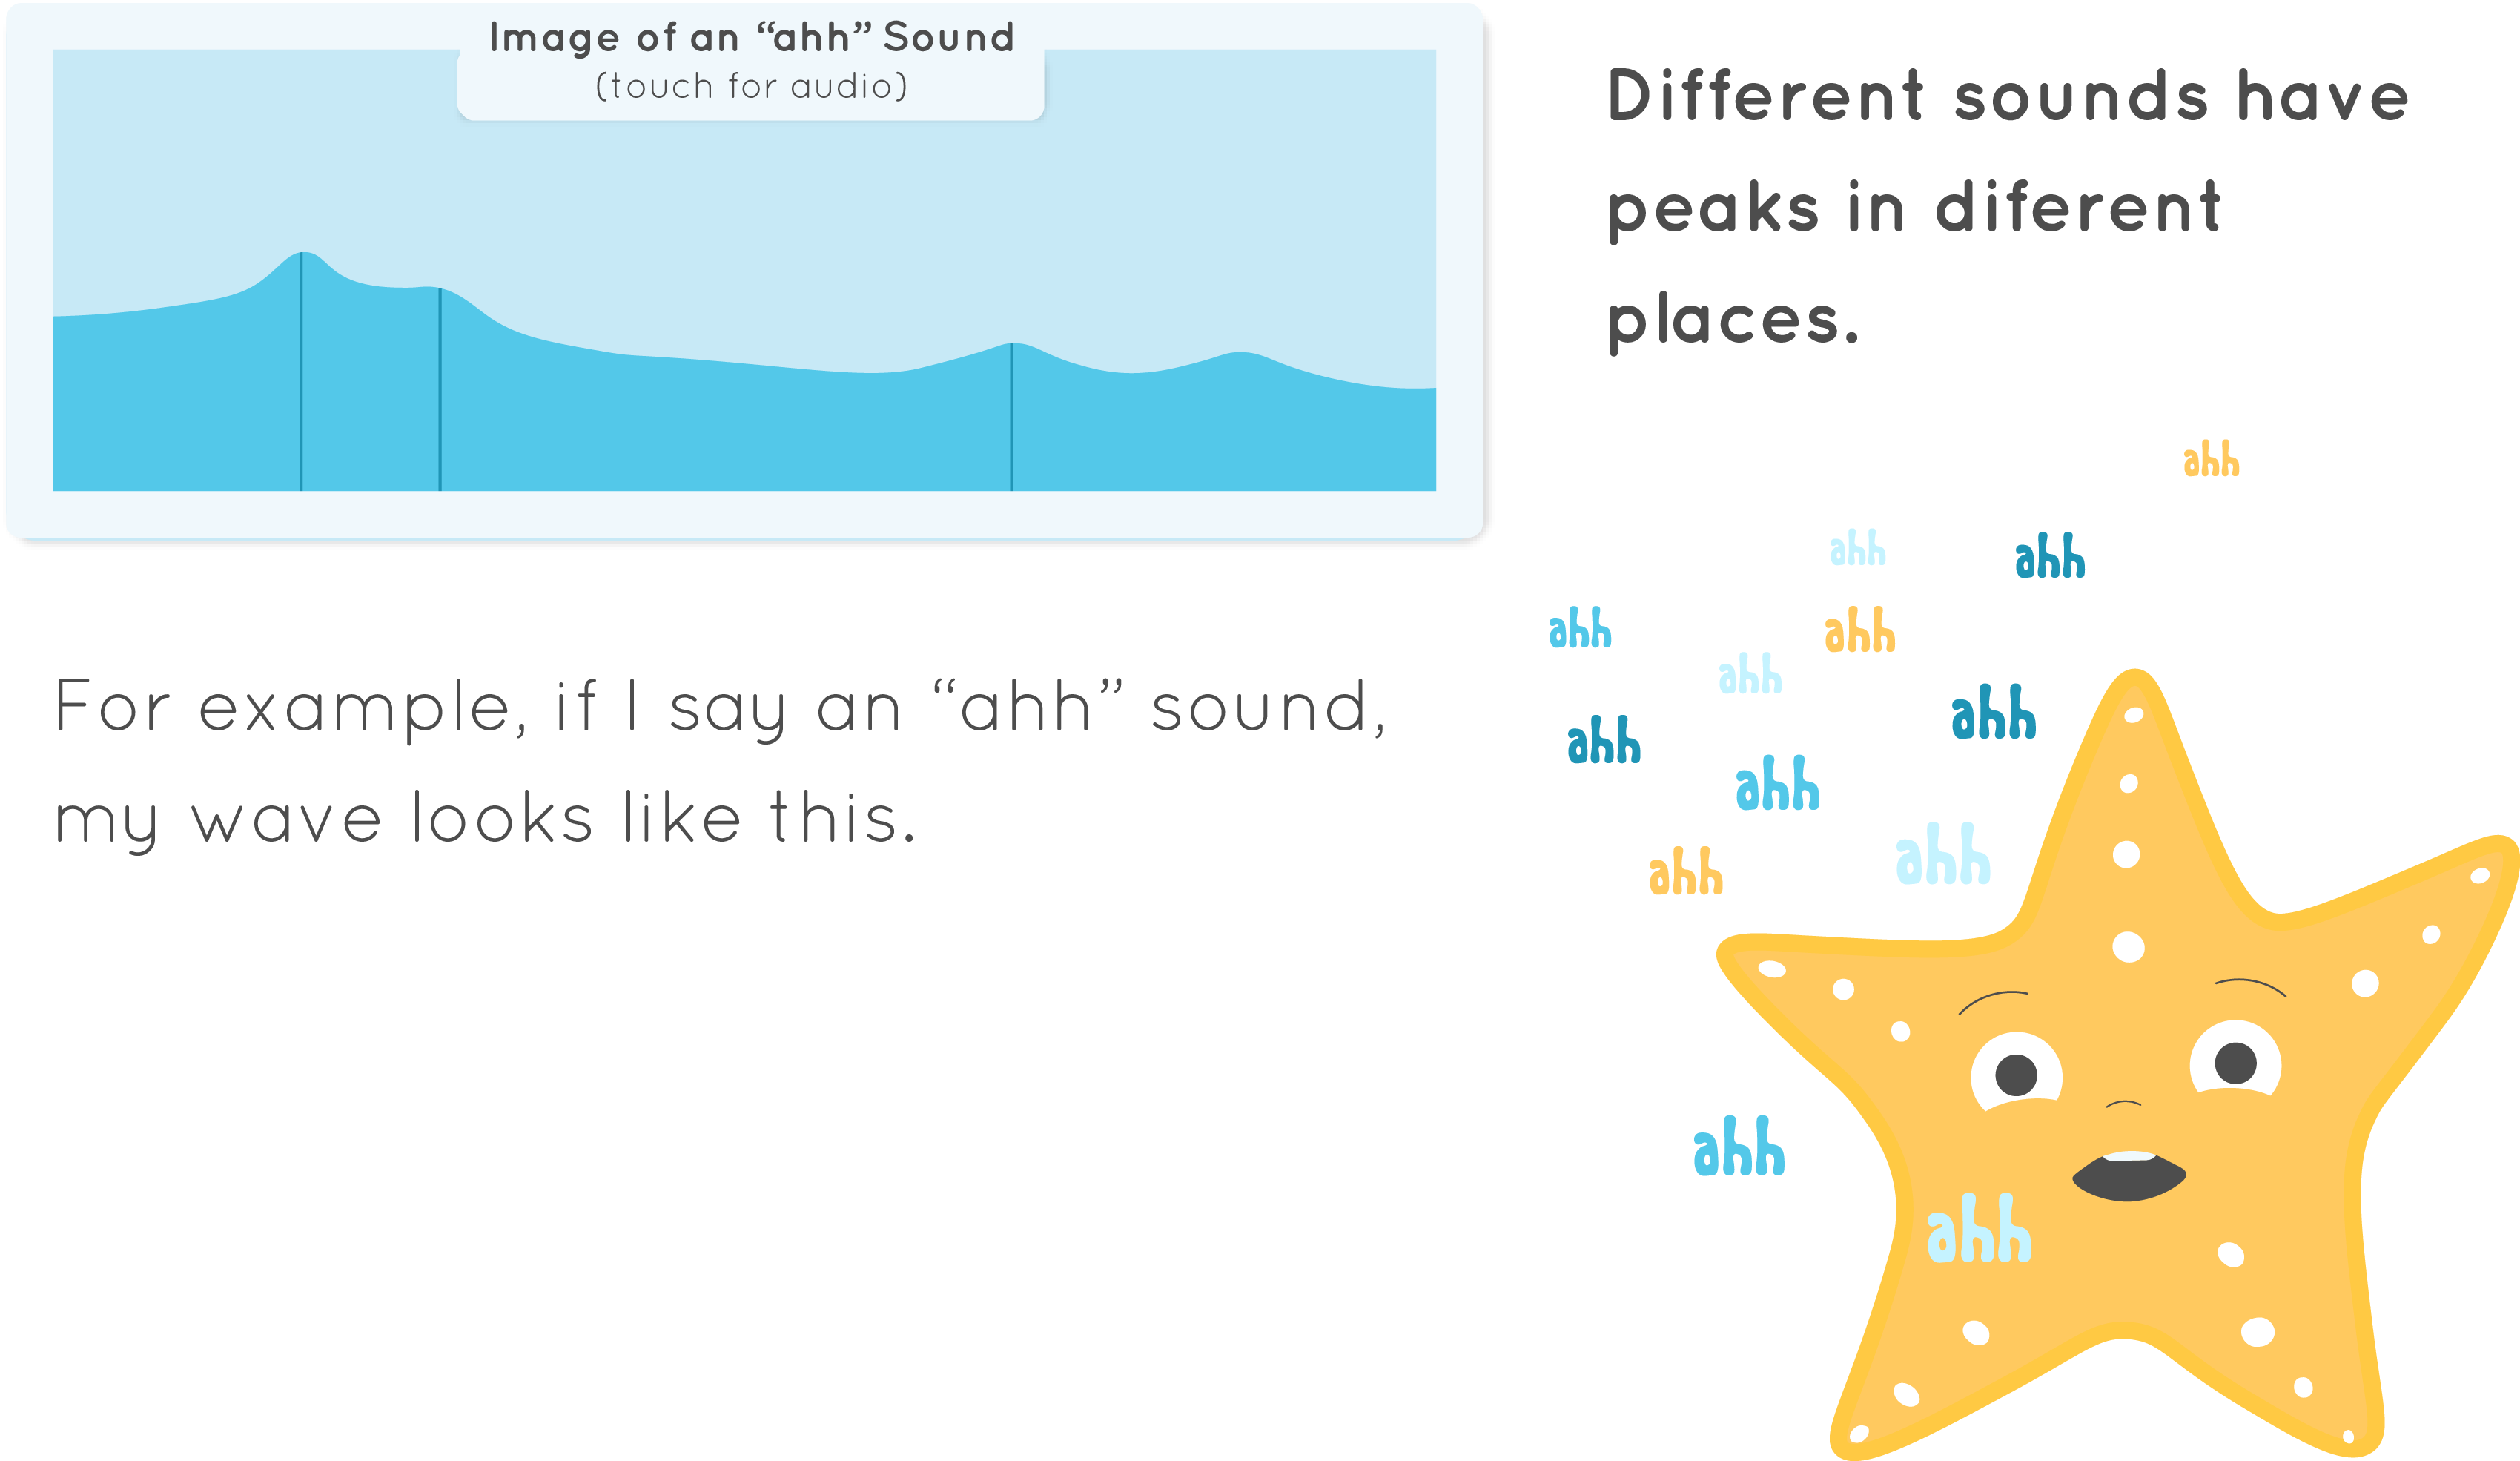 Image of an “ahh” Sound
(touch for audio)
Different sounds have
peaks in diferent
places.
For example, if I say an “ahh” sound,
my wave looks like this.
ahh
ahh
ahh
ahh
ahh
ahh
ahh
ahh
ahh
ahh
ahh
ahh
ahh